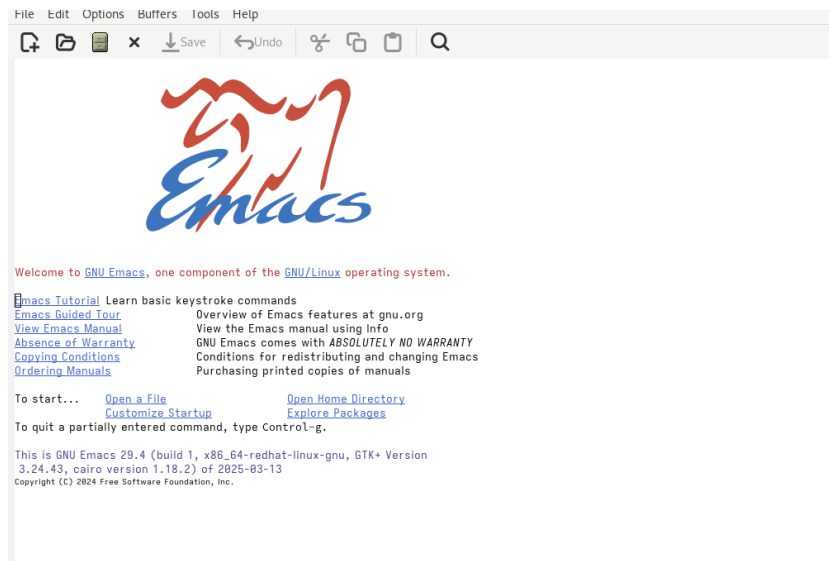 File Edit Options Buffers Tools Help
Save Undo
Emacs
Welcome to GNU Emacs, one component of the GNU/Linux operating system.
Emacs Tutorial Learn basic keystroke commands
Emacs Guided Tour Overview of Emacs features at gnu.org
View Emacs Manual View the Emacs manual using Info
Absence of Warranty GNU Emacs comes with ABSOLUTELY NO WARRANTY
Copying Conditions Conditions for redistributing and changing Emacs
Ordering Manuals Purchasing printed copies of manuals
To start... Open a File Open Home Directory
Customize Startup Explore Packages
To quit a partially entered command, type Control-g.
This is GNU Emacs 29.4 (build 1, x86_64-redhat-linux-gnu, GTK+ Version
3.24.43, cairo version 1.18.2) of 2025-03-13
Copyright (C) 2024 Free Software Foundation, Inc.